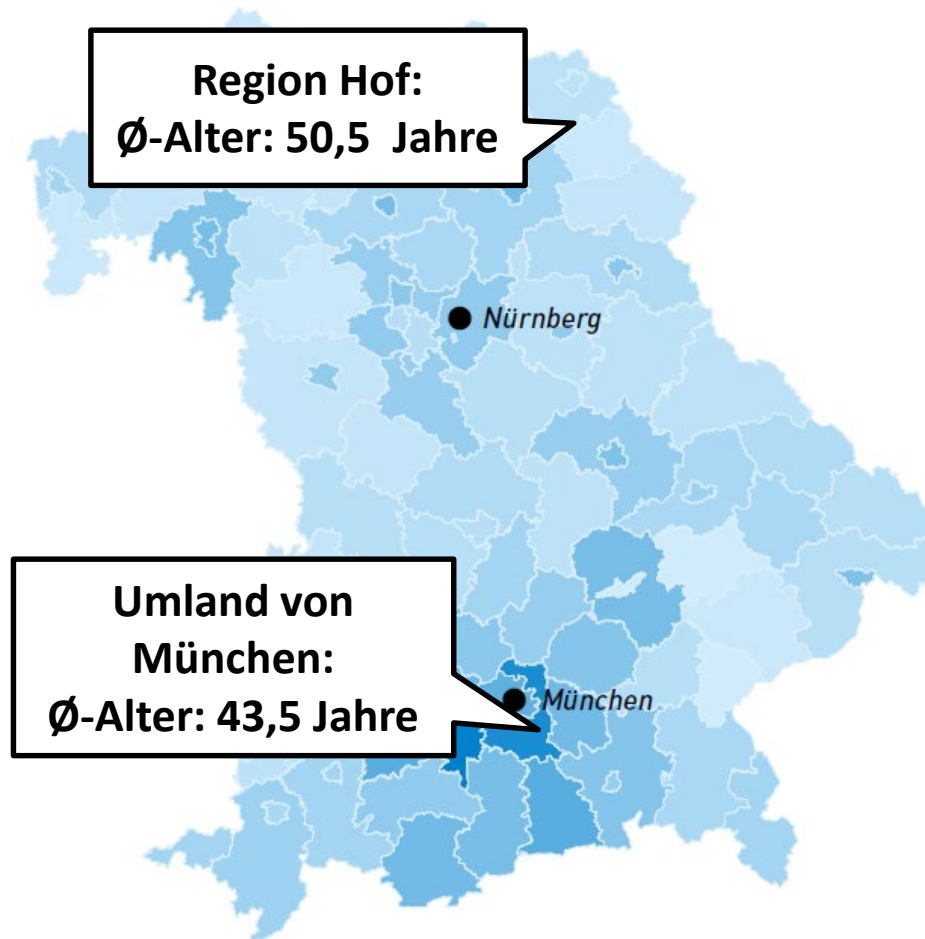 Region Hof:
Ø-Alter: 50,5 Jahre
Nürnberg
Umland von
München:
Ø-Alter: 43,5 Jahre
München